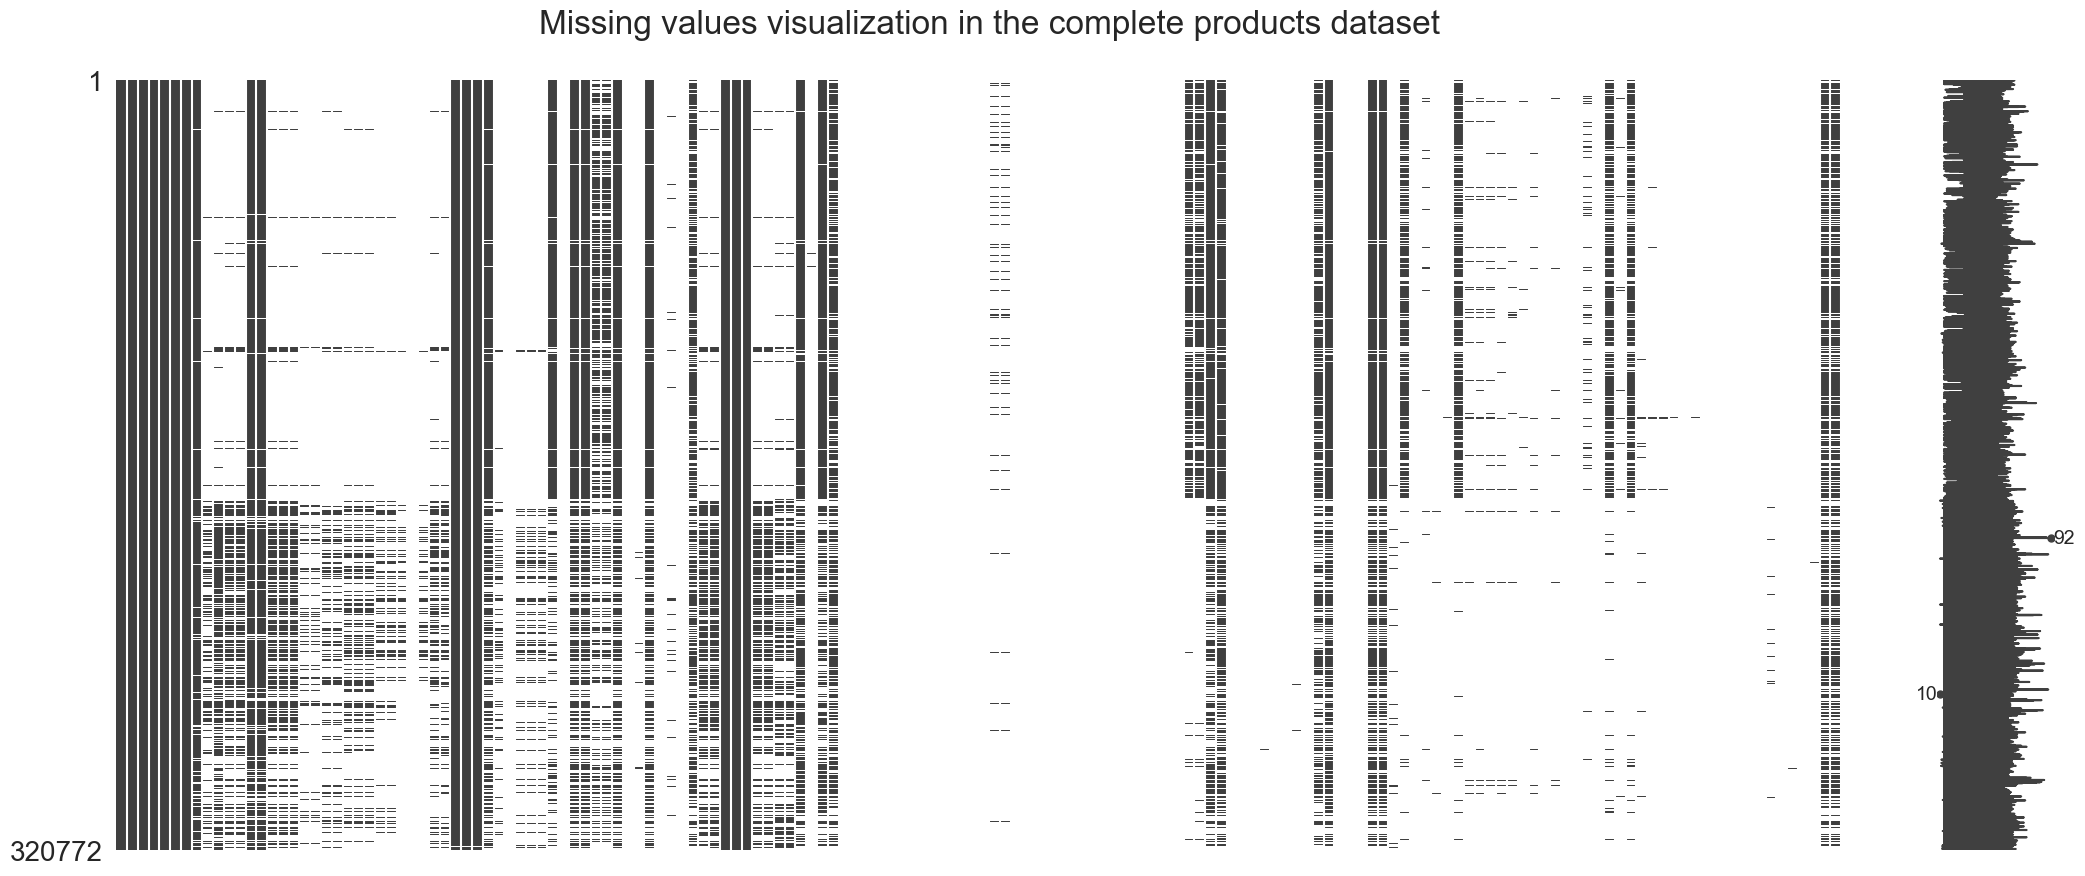 Missing values visualization in the complete products dataset
1
92
10
320772